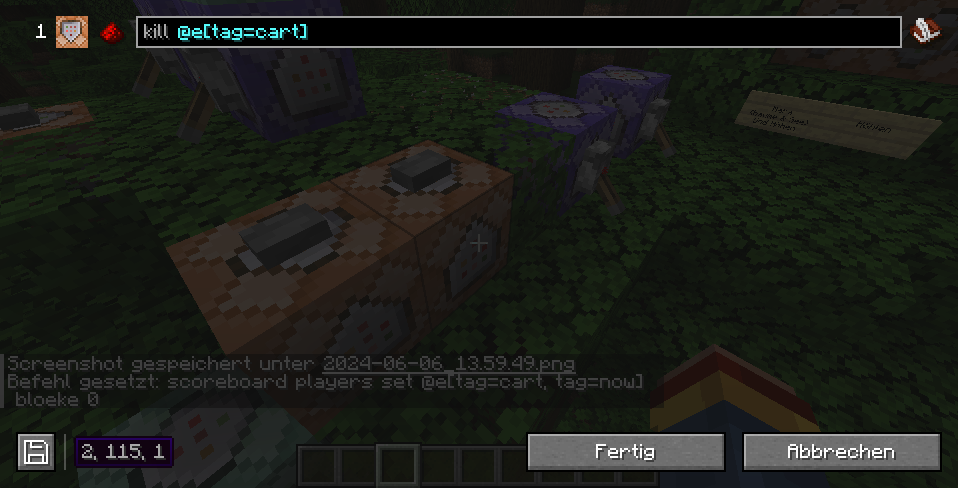 1 kill @e[tag=cart]
Screenshot gespeichert unter 2024-06-06_13.59.49.png
Befehl gesetzt: scoreboard players set @e[tag=cart, tag=now]
bloeke 0
2, 115, 1
Fertig
Abbrechen